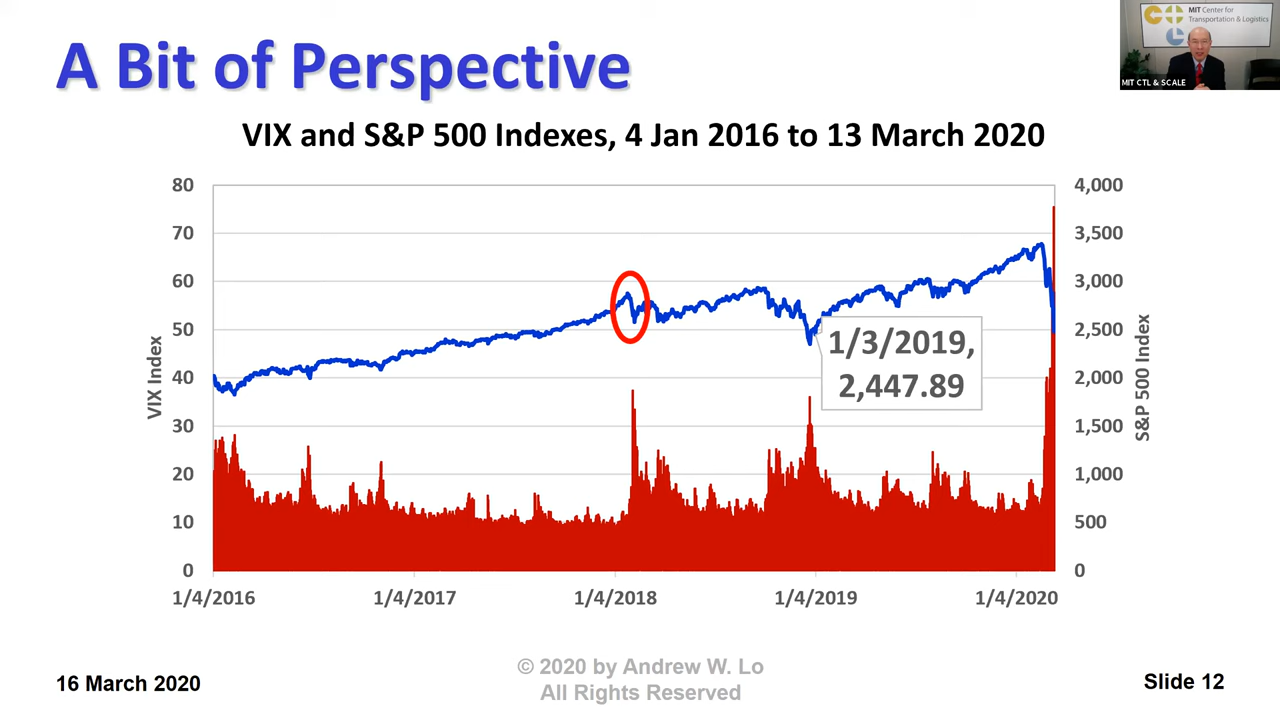 A Bit of Perspective
MIT Center for
Transportation & Logistics
MIT CTL & SCALE
VIX and S&P 500 Indexes, 4 Jan 2016 to 13 March 2020
80
70
60
50
40
30
20
10
0
VIX Index
4,000
3,500
3,000
2,500
2,000
1,500
1,000
500
0
S&P 500 Index
1/3/2019,
2,447.89
1/4/2016
1/4/2017
1/4/2018
1/4/2019
1/4/2020
16 March 2020
© 2020 by Andrew W. Lo
All Rights Reserved
Slide 12